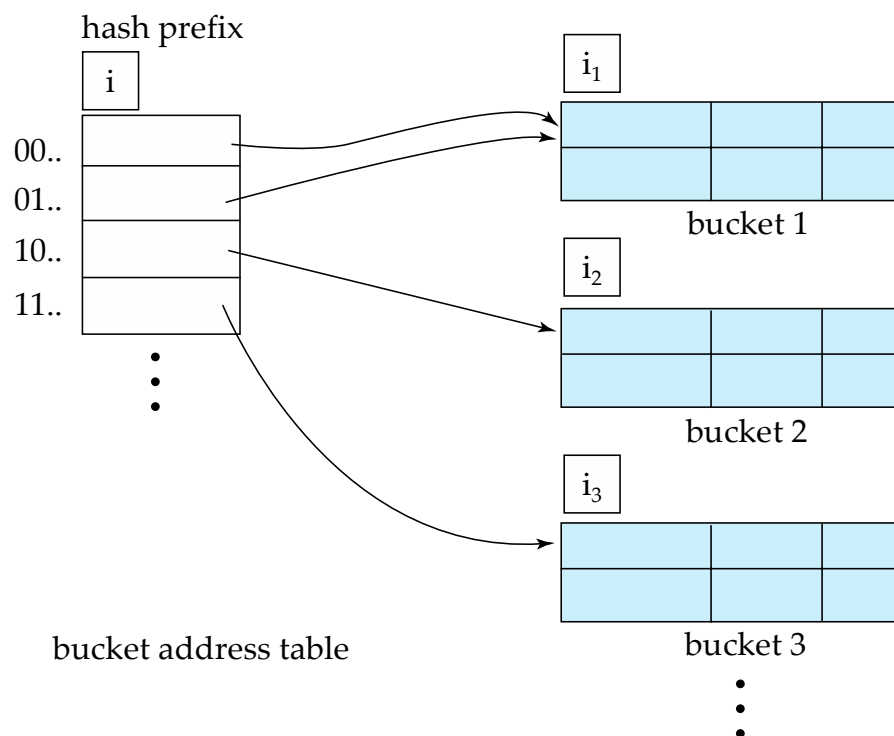 hash prefix
i
00..
01..
10..
11..
bucket address table
i₁
bucket 1
i₂
bucket 2
i₃
bucket 3